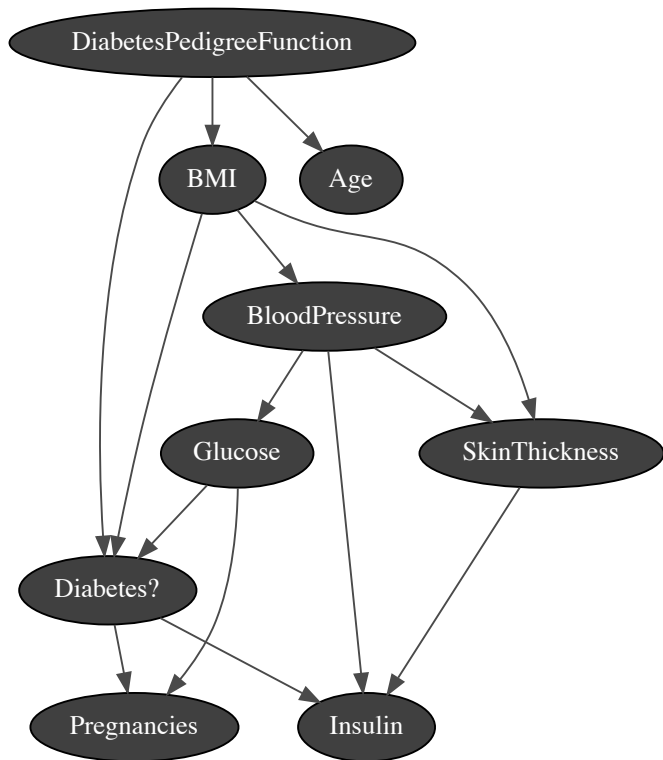 DiabetesPedigreeFunction
BMI
Age
BloodPressure
Glucose
SkinThickness
Diabetes?
Pregnancies
Insulin